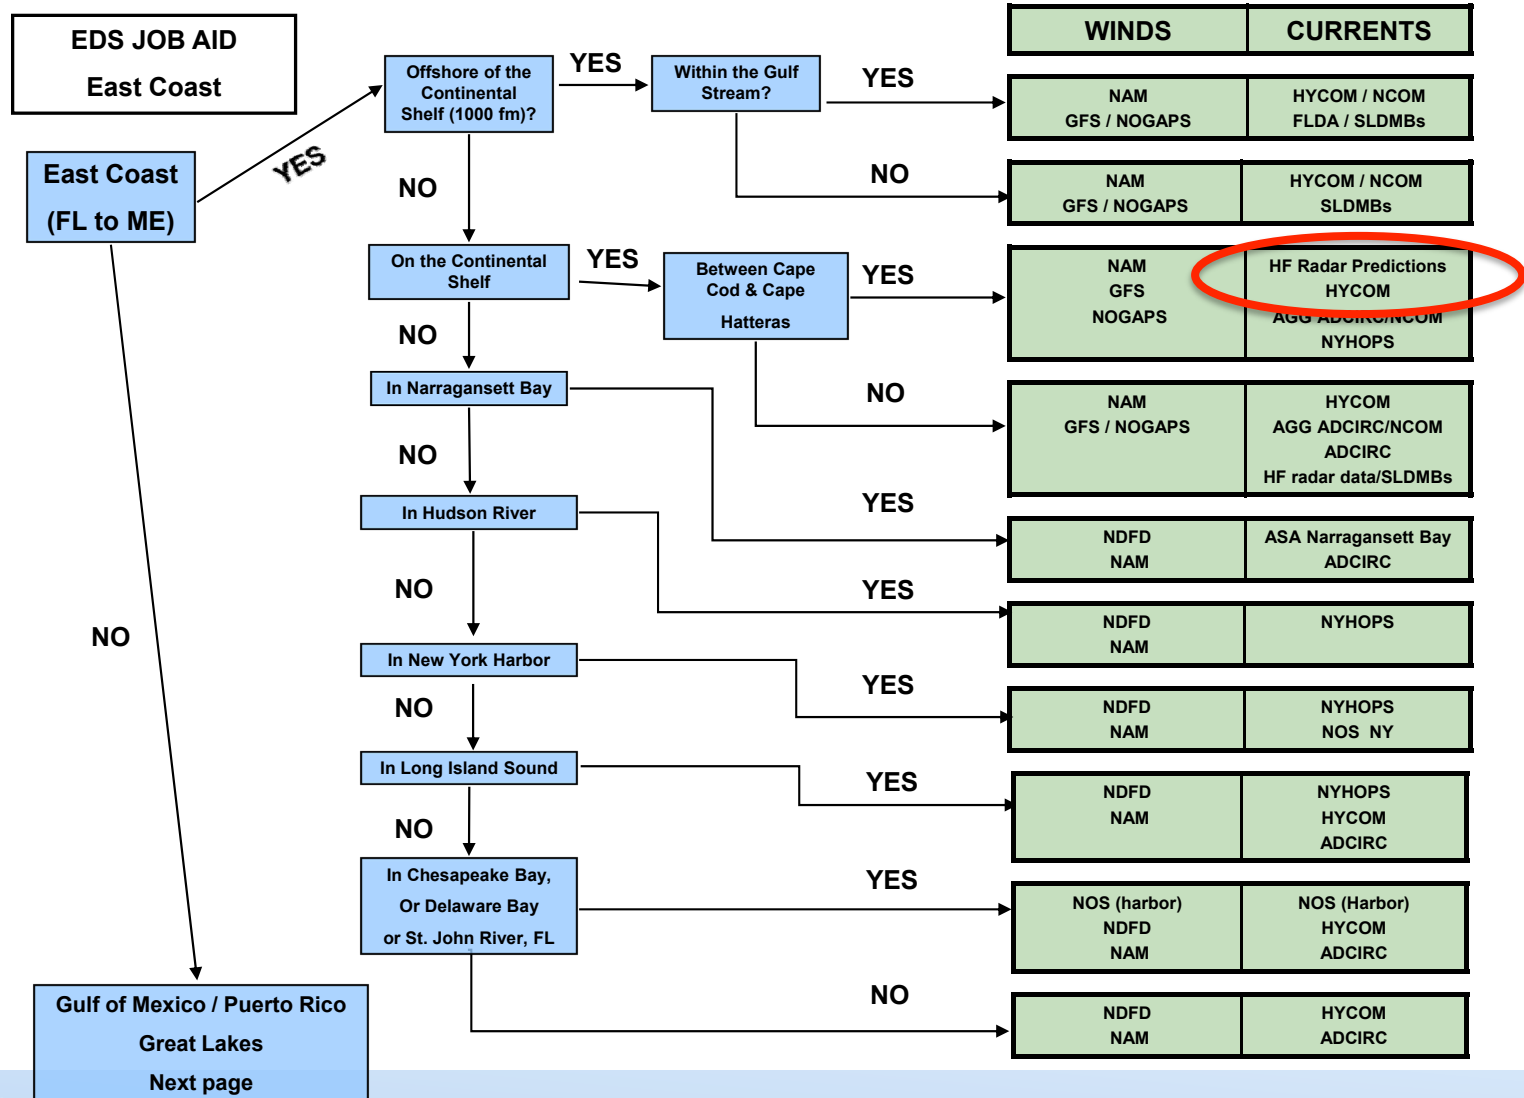 EDS JOB AID
East Coast
East Coast
(FL to ME)
YES
NO
Offshore of the
Continental
Shelf (1000 fm)?
YES
NO
Within the Gulf
Stream?
YES
NO
On the Continental
Shelf
YES
NO
Between Cape
Cod & Cape
Hatteras
YES
NO
In Narragansett Bay
YES
NO
In Hudson River
YES
NO
In New York Harbor
YES
NO
In Long Island Sound
YES
NO
In Chesapeake Bay,
Or Delaware Bay
or St. John River, FL
YES
NO
Gulf of Mexico / Puerto Rico
Great Lakes
Next page
WINDS CURRENTS
NAM HYCOM / NCOM
GFS / NOGAPS FLDA / SLDMBs
NAM HYCOM / NCOM
GFS / NOGAPS SLDMBs
NAM HF Radar Predictions
GFS HYCOM
NOGAPS AGG ADCIRC/NCOM
NYHOPS
NAM HYCOM
GFS / NOGAPS AGG ADCIRC/NCOM
ADCIRC
HF radar data/SLDMBs
NDFD ASA Narragansett Bay
NAM ADCIRC
NDFD NYHOPS
NAM
NDFD NYHOPS
NAM NOS NY
NDFD NYHOPS
NAM HYCOM
ADCIRC
NOS (harbor) NOS (Harbor)
NDFD HYCOM
NAM ADCIRC
NDFD HYCOM
NAM ADCIRC